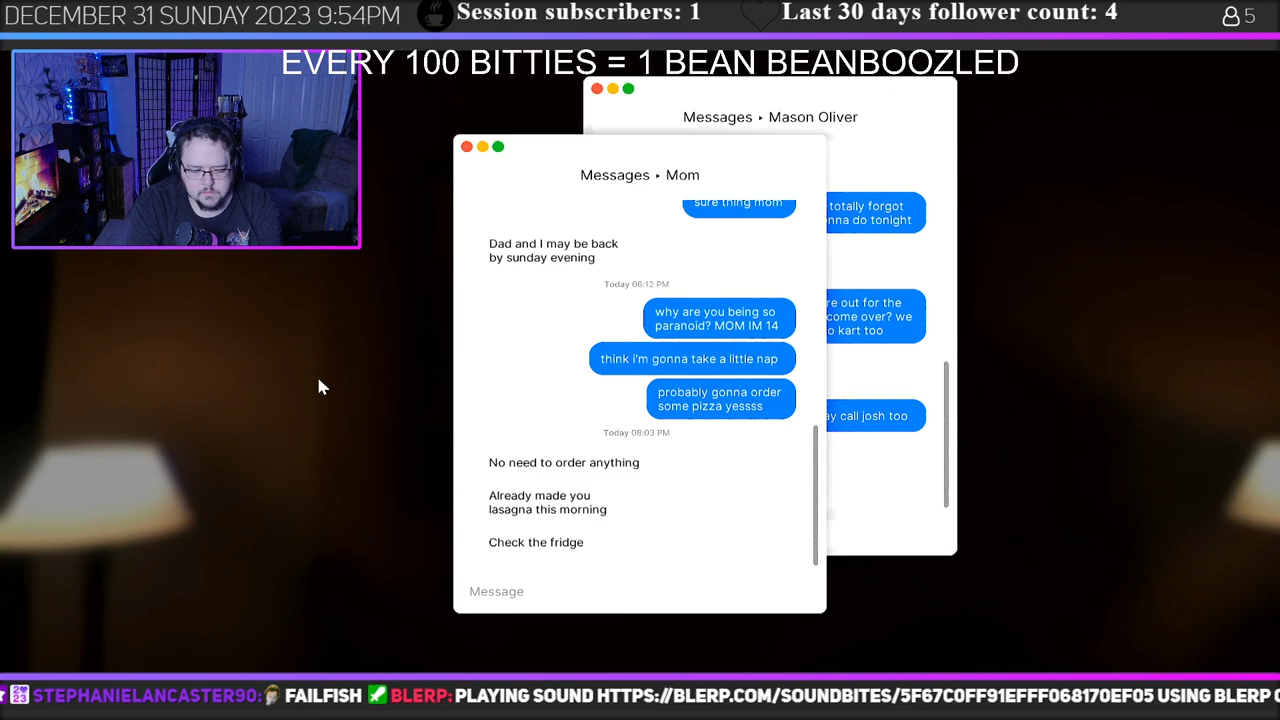 DECEMBER 31 SUNDAY 2023 9:54PM
Session subscribers: 1
Last 30 days follower count: 4
5
EVERY 100 BITTIES = 1 BEAN BEANBOOZLED
Messages ▸ Mason Oliver
totally forgot
nna do tonight
re out for the
come over? we
o kart too
ay call josh too
Messages ▸ Mom
sure thing mom
Dad and I may be back
by sunday evening
Today 06:12 PM
why are you being so
paranoid? MOM IM 14
think i'm gonna take a little nap
probably gonna order
some pizza yessss
Today 08:03 PM
No need to order anything
Already made you
lasagna this morning
Check the fridge
Message
STEPHANIELANCASTER90: FAILFISH BLERP: PLAYING SOUND HTTPS://BLERP.COM/SOUNDBITES/5F67C0FF91EFFF068170EF05 USING BLERP